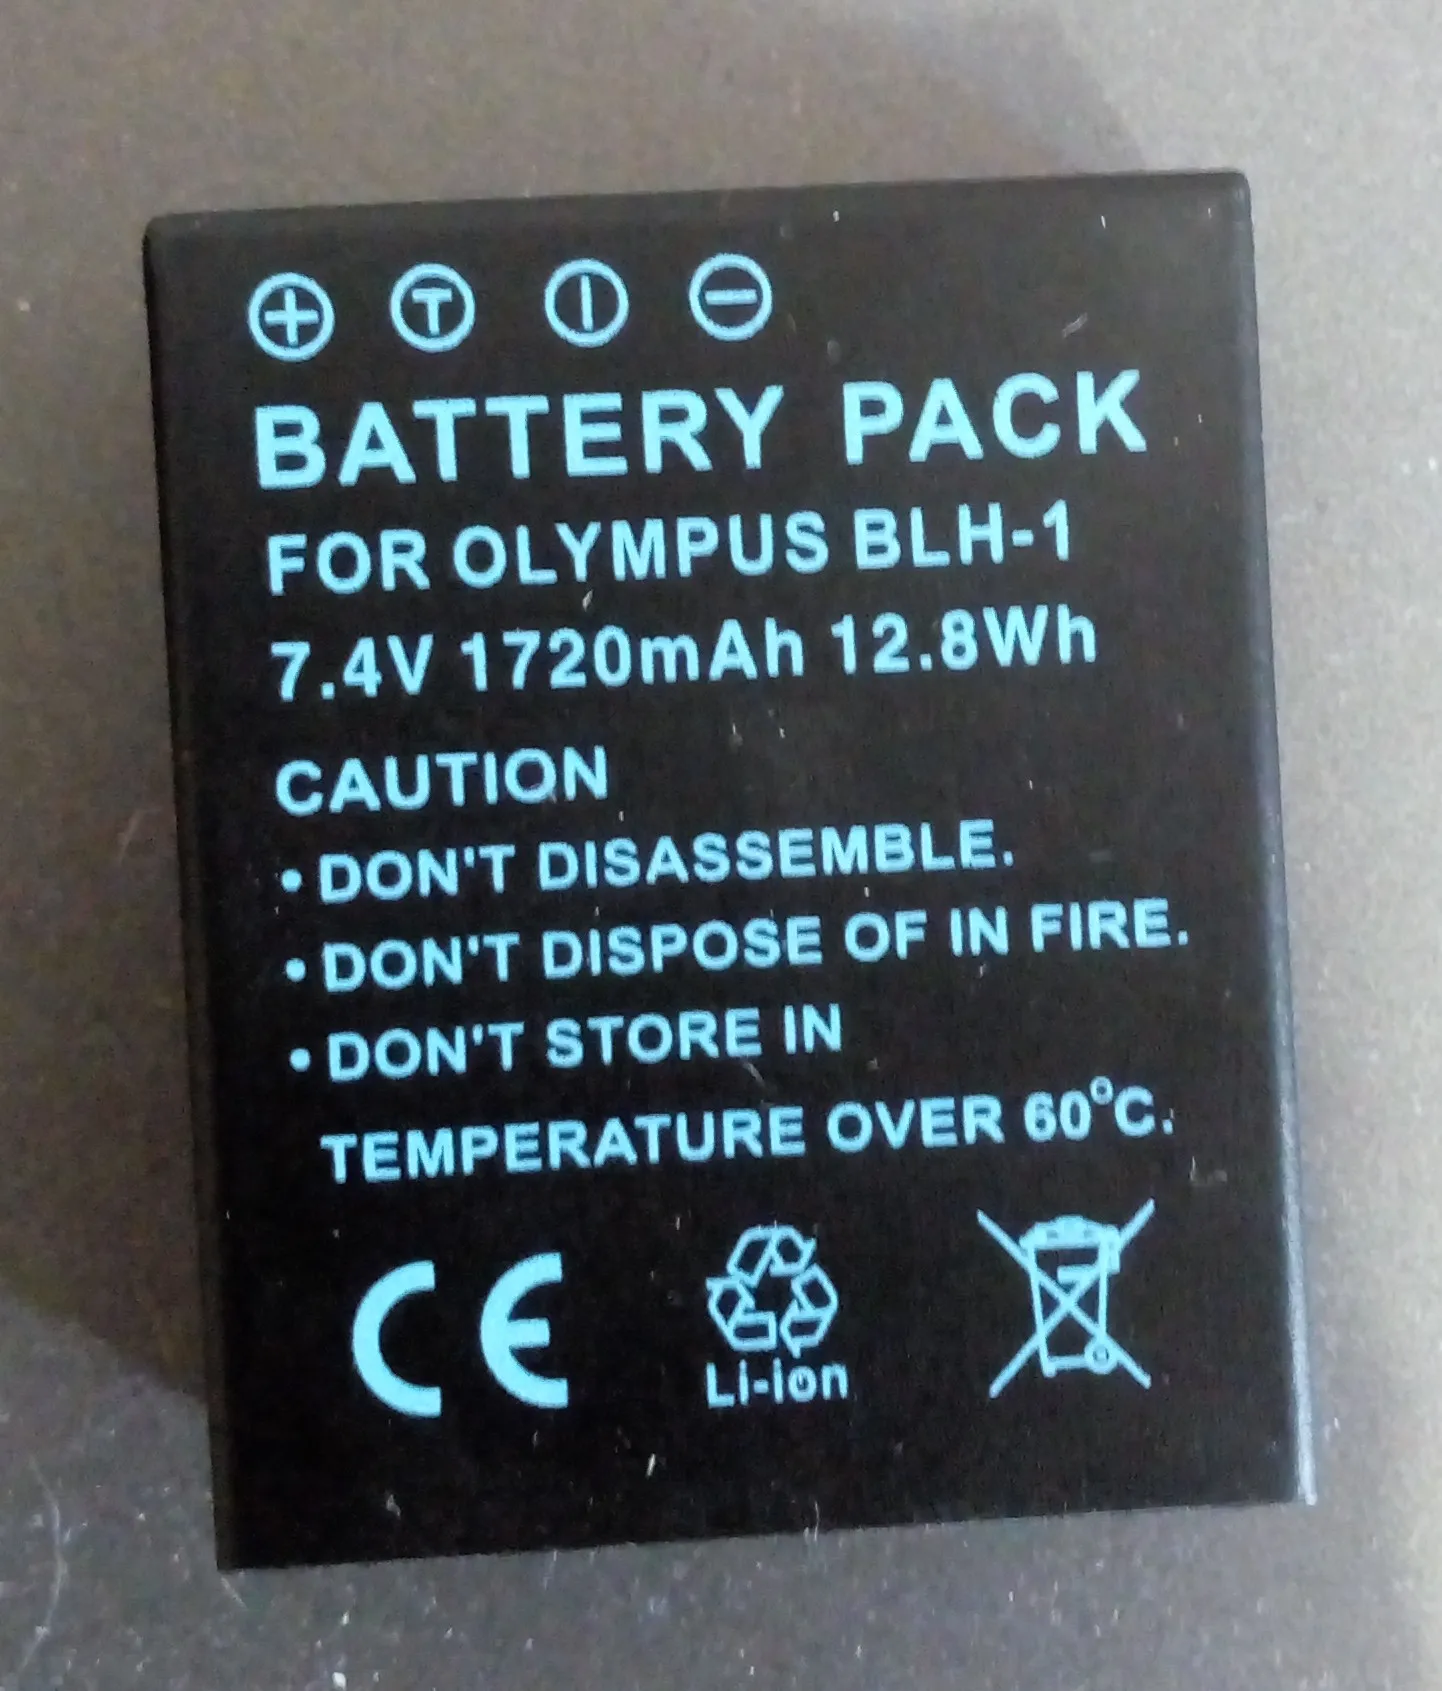 + T I −
BATTERY PACK
FOR OLYMPUS BLH-1
7.4V 1720mAh 12.8Wh
CAUTION
• DON'T DISASSEMBLE.
• DON'T DISPOSE OF IN FIRE.
• DON'T STORE IN
TEMPERATURE OVER 60°C.
CE
Li-ion